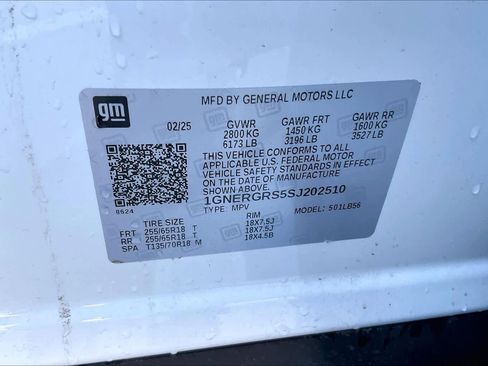 gm
MFD BY GENERAL MOTORS LLC
02/25 GVWR GAWR FRT GAWR RR
2800 KG 1450 KG 1600 KG
6173 LB 3196 LB 3527 LB
THIS VEHICLE CONFORMS TO ALL
APPLICABLE U.S. FEDERAL MOTOR
VEHICLE SAFETY STANDARDS IN EFFECT
ON THE DATE OF MANUFACTURE
SHOWN ABOVE.
1GNERGRS5SJ202510
TYPE: MPV MODEL: 501LB56
0624
TIRE SIZE RIM
FRT 255/65R18 T 18X7.5J
RR 255/65R18 T 18X7.5J
SPA T135/70R18 M 18X4.5B